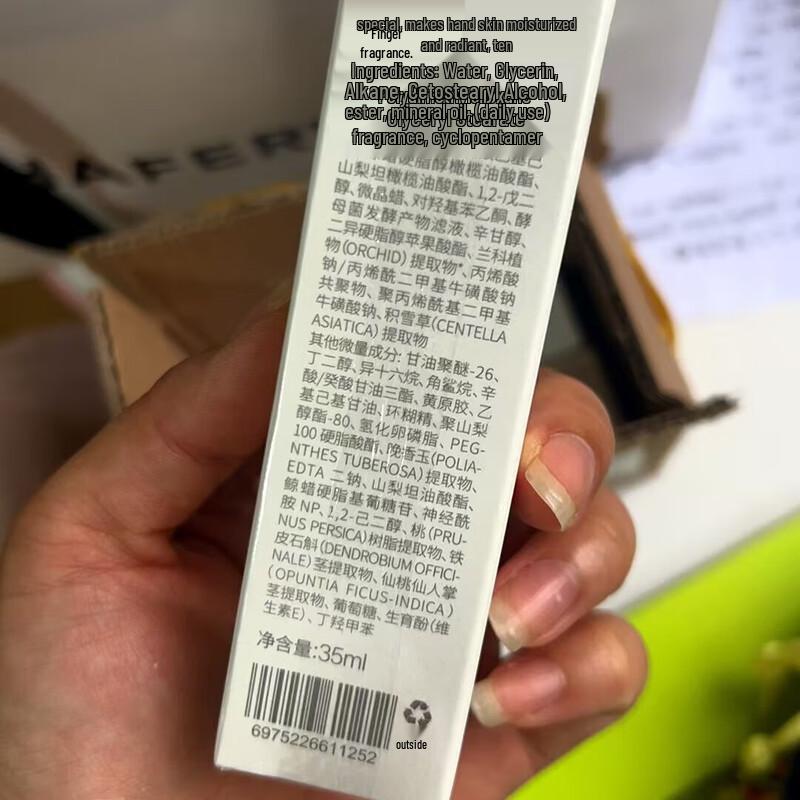 special, makes hand skin moisturized
and radiant, ten
Finger
fragrance.
Ingredients: Water, Glycerin,
Alkane, Cetostearyl Alcohol,
ester, mineral oil, (daily use)
fragrance, cyclopentamer
硬脂醇橄榄油酸酯、
山梨坦橄榄油酸酯、1,2-戊二
醇、微晶蜡、对羟基苯乙酮、酵
母菌发酵产物滤液、辛甘醇、
二异硬脂醇苹果酸酯、兰科植
物(ORCHID)提取物*、丙烯酸
钠/丙烯酰二甲基牛磺酸钠
共聚物、聚丙烯酰基二甲基
牛磺酸钠、积雪草(CENTELLA
ASIATICA)提取物
其他微量成分: 甘油聚醚-26、
丁二醇、异十六烷、角鲨烷、辛
酸/癸酸甘油三酯、黄原胶、乙
基己基甘油、环糊精、聚山梨
醇酯-80、氢化卵磷脂、PEG-
100 硬脂酸酯、晚香玉(POLIA-
NTHES TUBEROSA)提取物、
EDTA 二钠、山梨坦油酸酯、
鲸蜡硬脂基葡糖苷、神经酰
胺 NP、1,2-己二醇、桃(PRU-
NUS PERSICA)树脂提取物、铁
皮石斛(DENDROBIUM OFFICI-
NALE)茎提取物、仙桃仙人掌
(OPUNTIA FICUS-INDICA)
茎提取物、葡萄糖、生育酚(维
生素E)、丁羟甲苯
净含量:35ml
6975226611252
outside